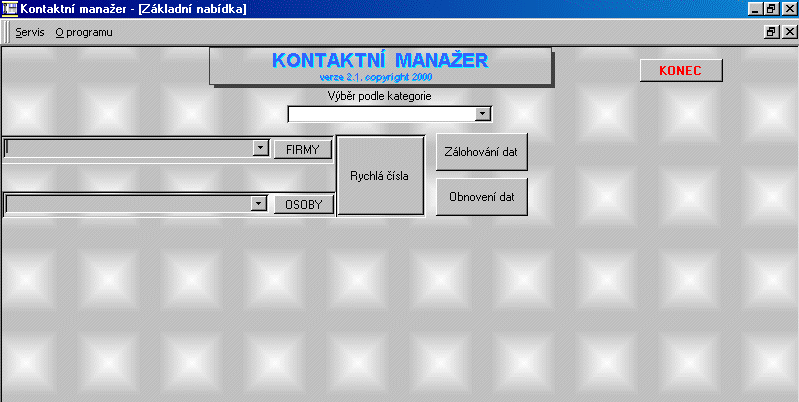 Kontaktní manažer - [Základní nabídka]
Servis O programu
KONTAKTNÍ MANAŽER
verze 2.1, copyright 2000
KONEC
Výběr podle kategorie
FIRMY
Rychlá čísla
Zálohování dat
OSOBY
Obnovení dat